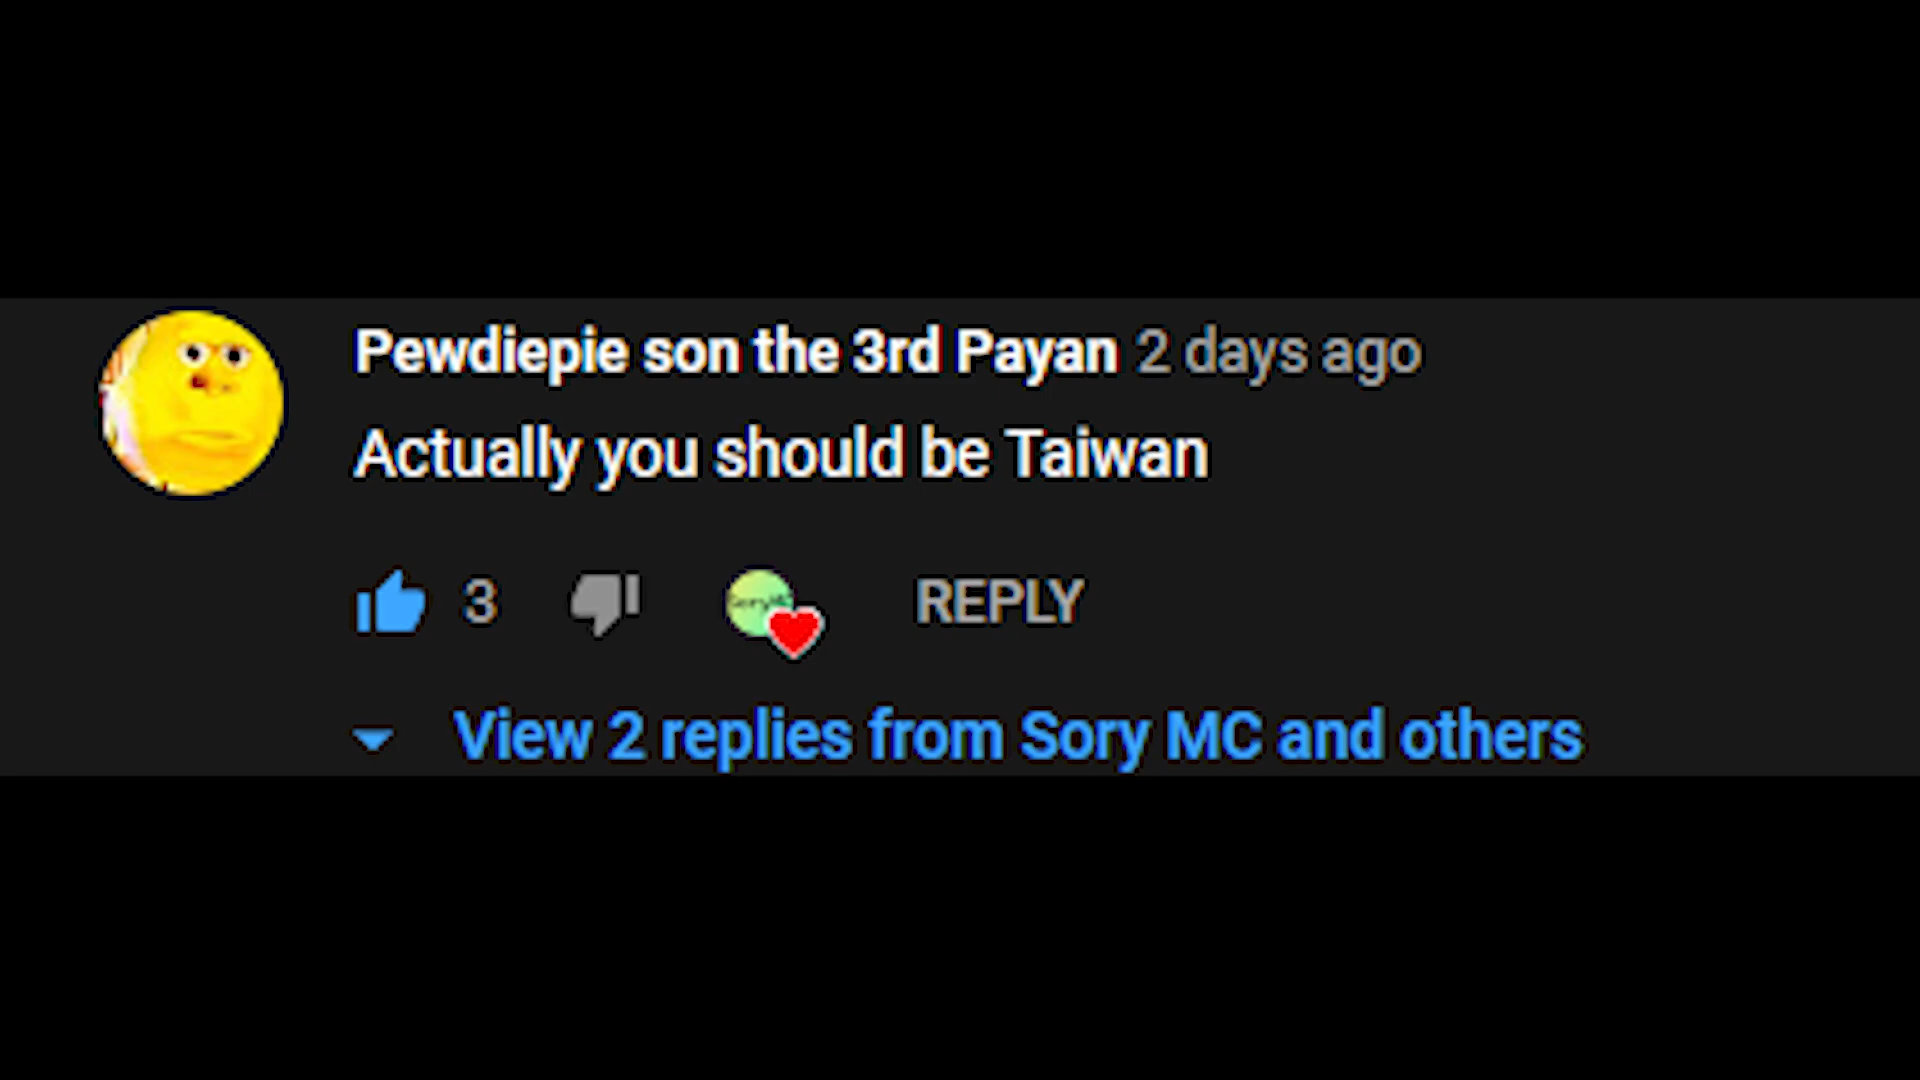 Pewdiepie son the 3rd Payan 2 days ago
Actually you should be Taiwan
3 REPLY
View 2 replies from Sory MC and others